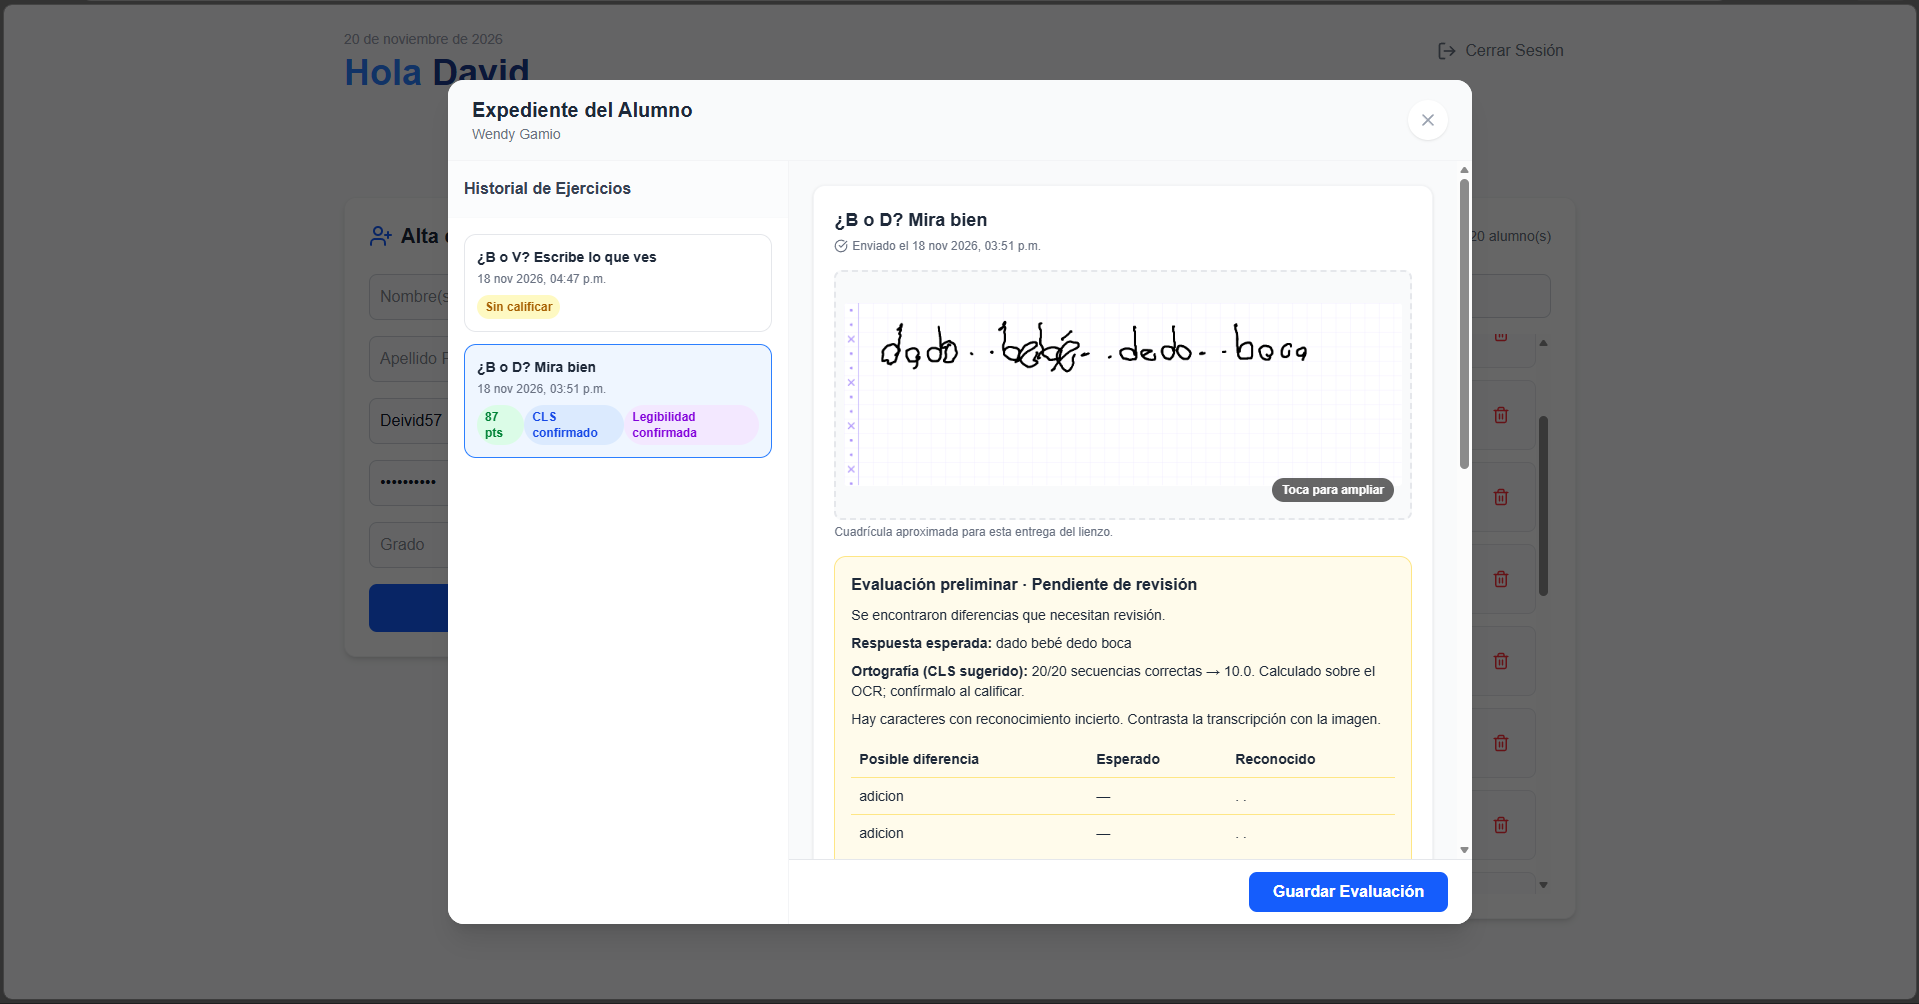 20 de noviembre de 2026
Hola David
Cerrar Sesión
Expediente del Alumno
Wendy Gamio
Historial de Ejercicios
¿B o V? Escribe lo que ves
18 nov 2026, 04:47 p.m.
Sin calificar
¿B o D? Mira bien
18 nov 2026, 03:51 p.m.
87 pts
CLS confirmado
Legibilidad confirmada
Alta
Nombre(s
Apellido
Deivid57
••••••••••
Grado
20 alumno(s)
¿B o D? Mira bien
Enviado el 18 nov 2026, 03:51 p.m.
dado . . bebé - . dedo - - boca
Toca para ampliar
Cuadrícula aproximada para esta entrega del lienzo.
Evaluación preliminar · Pendiente de revisión
Se encontraron diferencias que necesitan revisión.
Respuesta esperada: dado bebé dedo boca
Ortografía (CLS sugerido): 20/20 secuencias correctas → 10.0. Calculado sobre el
OCR; confírmalo al calificar.
Hay caracteres con reconocimiento incierto. Contrasta la transcripción con la imagen.
Posible diferencia Esperado Reconocido
adicion — . .
adicion — . .
Guardar Evaluación